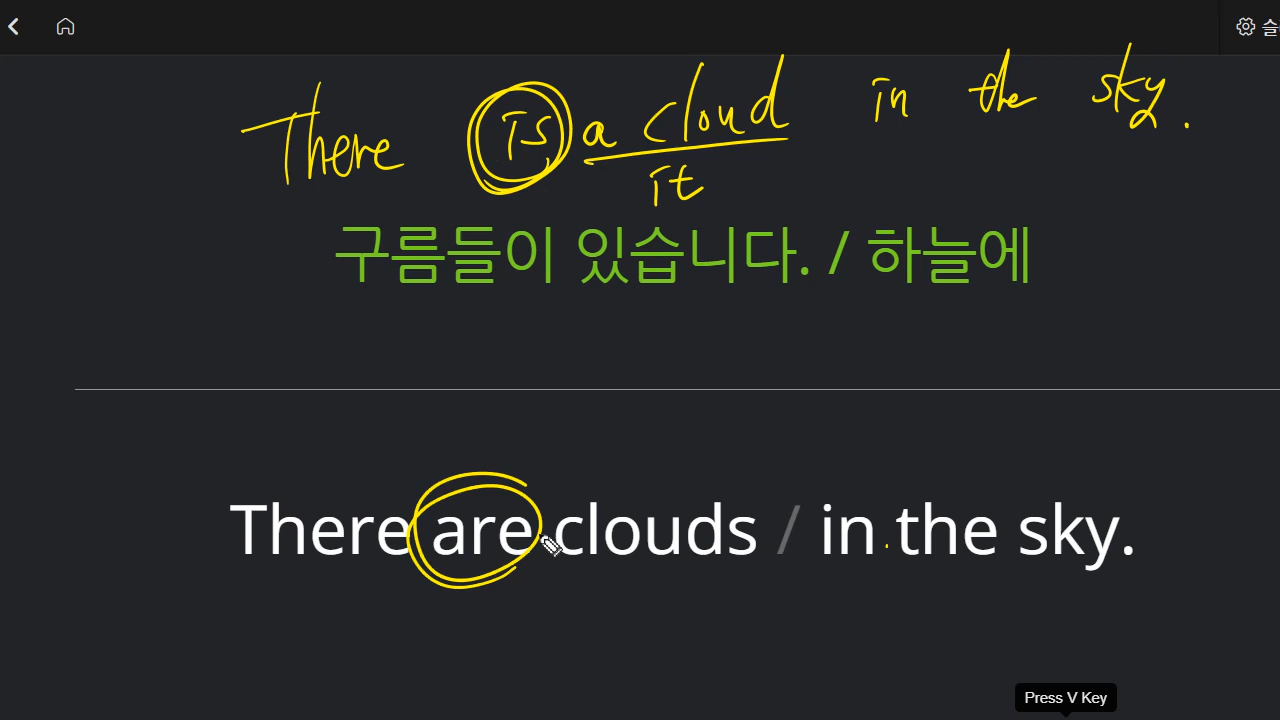 슬
There is a cloud in the sky.
it
구름들이 있습니다. / 하늘에
There are clouds / in the sky.
Press V Key